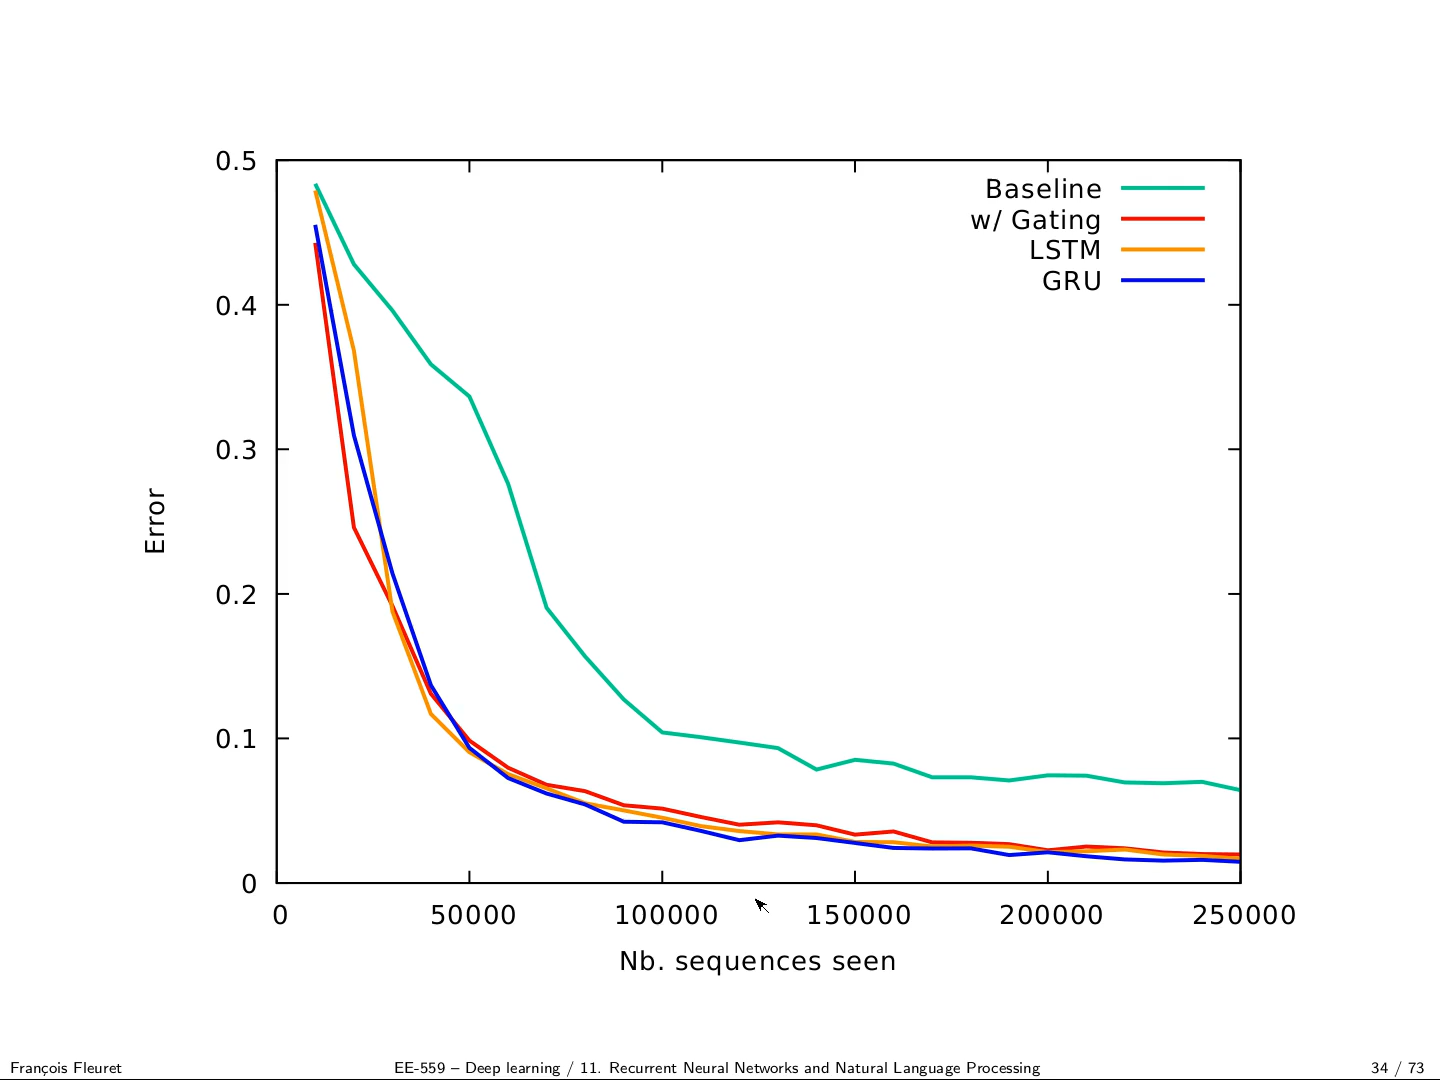 0.5
Baseline
w/ Gating
LSTM
GRU
0.4
0.3
Error
0.2
0.1
0
0 50000 100000 150000 200000 250000
Nb. sequences seen
François Fleuret EE-559 – Deep learning / 11. Recurrent Neural Networks and Natural Language Processing 34 / 73